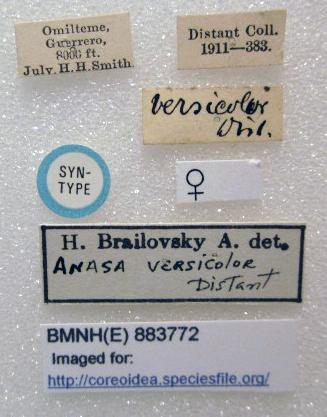 Omilteme,
Guerrero,
8000 ft.
July. H. H. Smith.
Distant Coll.
1911—383.
versicolor
Dist.
SYN-
TYPE
♀
H. Brailovsky A. det.
ANASA VERSICOLOR
DISTANT
BMNH(E) 883772
Imaged for:
http://coreoidea.speciesfile.org/